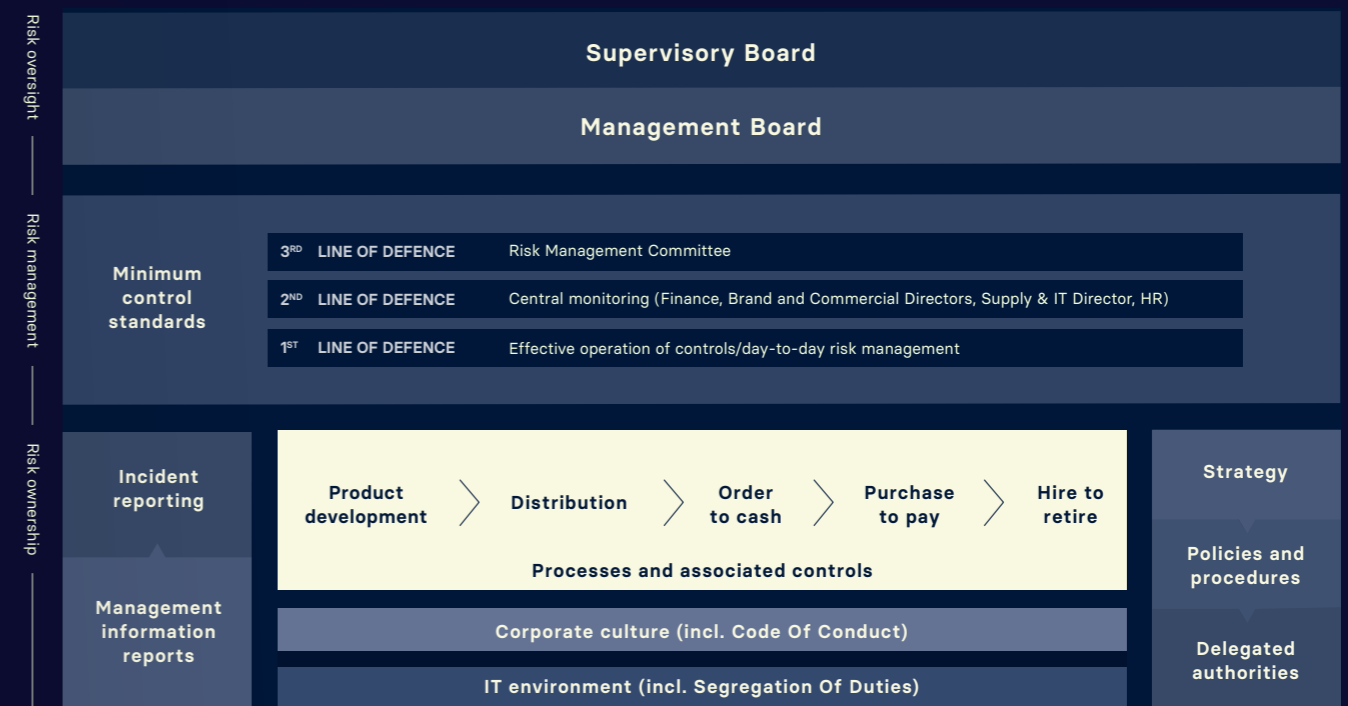 Risk oversight
Supervisory Board
Management Board
Risk management
Minimum
control
standards
3RD LINE OF DEFENCE Risk Management Committee
2ND LINE OF DEFENCE Central monitoring (Finance, Brand and Commercial Directors, Supply & IT Director, HR)
1ST LINE OF DEFENCE Effective operation of controls/day-to-day risk management
Risk ownership
Incident
reporting
Management
information
reports
Product
development
Distribution
Order
to cash
Purchase
to pay
Hire to
retire
Processes and associated controls
Corporate culture (incl. Code Of Conduct)
IT environment (incl. Segregation Of Duties)
Strategy
Policies and
procedures
Delegated
authorities